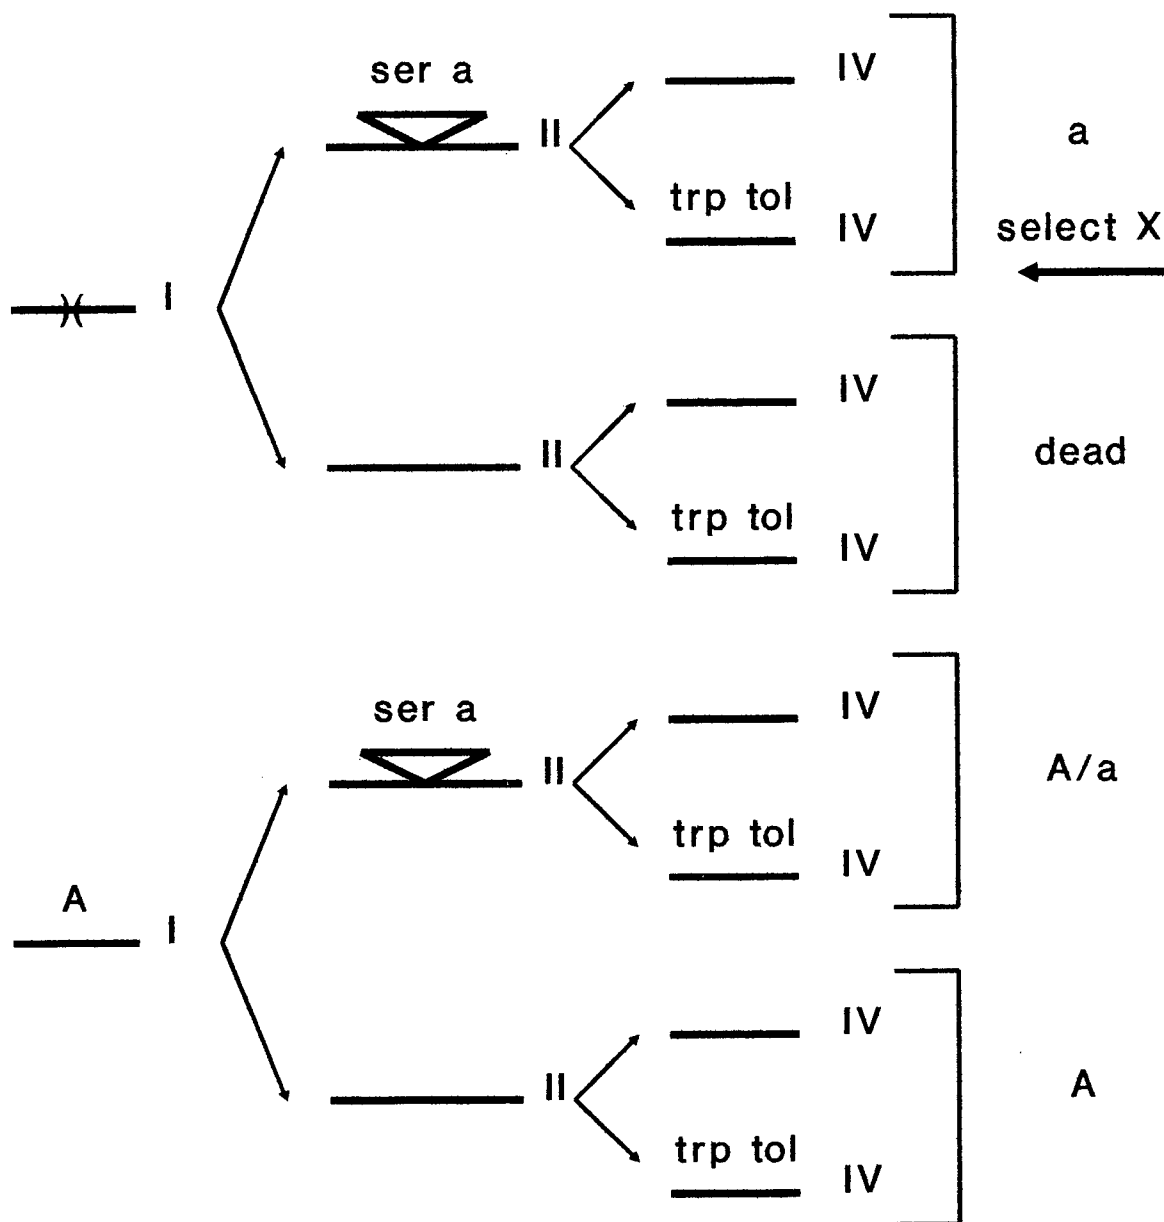 ser a
IV
II
a
trp tol
IV
select X
)( I
IV
II
dead
trp tol
IV
ser a
IV
II
A/a
trp tol
IV
A
I
IV
II
A
trp tol
IV